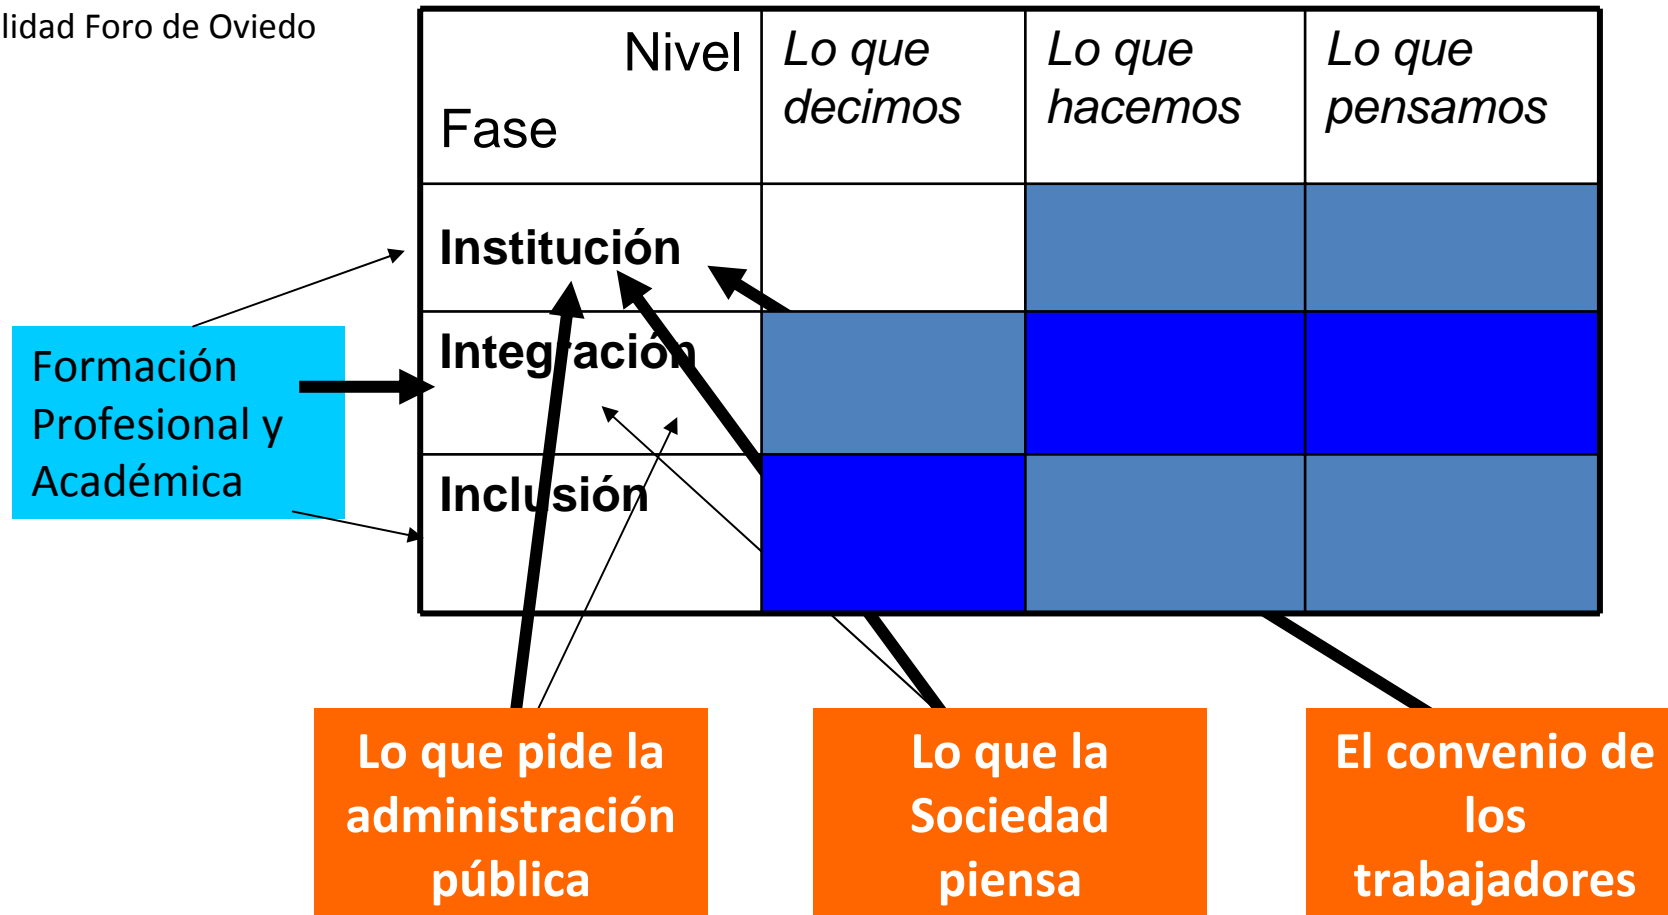 lidad Foro de Oviedo
Nivel
Fase
Lo que
decimos
Lo que
hacemos
Lo que
pensamos
Institución
Integración
Inclusión
Formación
Profesional y
Académica
Lo que pide la
administración
pública
Lo que la
Sociedad
piensa
El convenio de
los
trabajadores